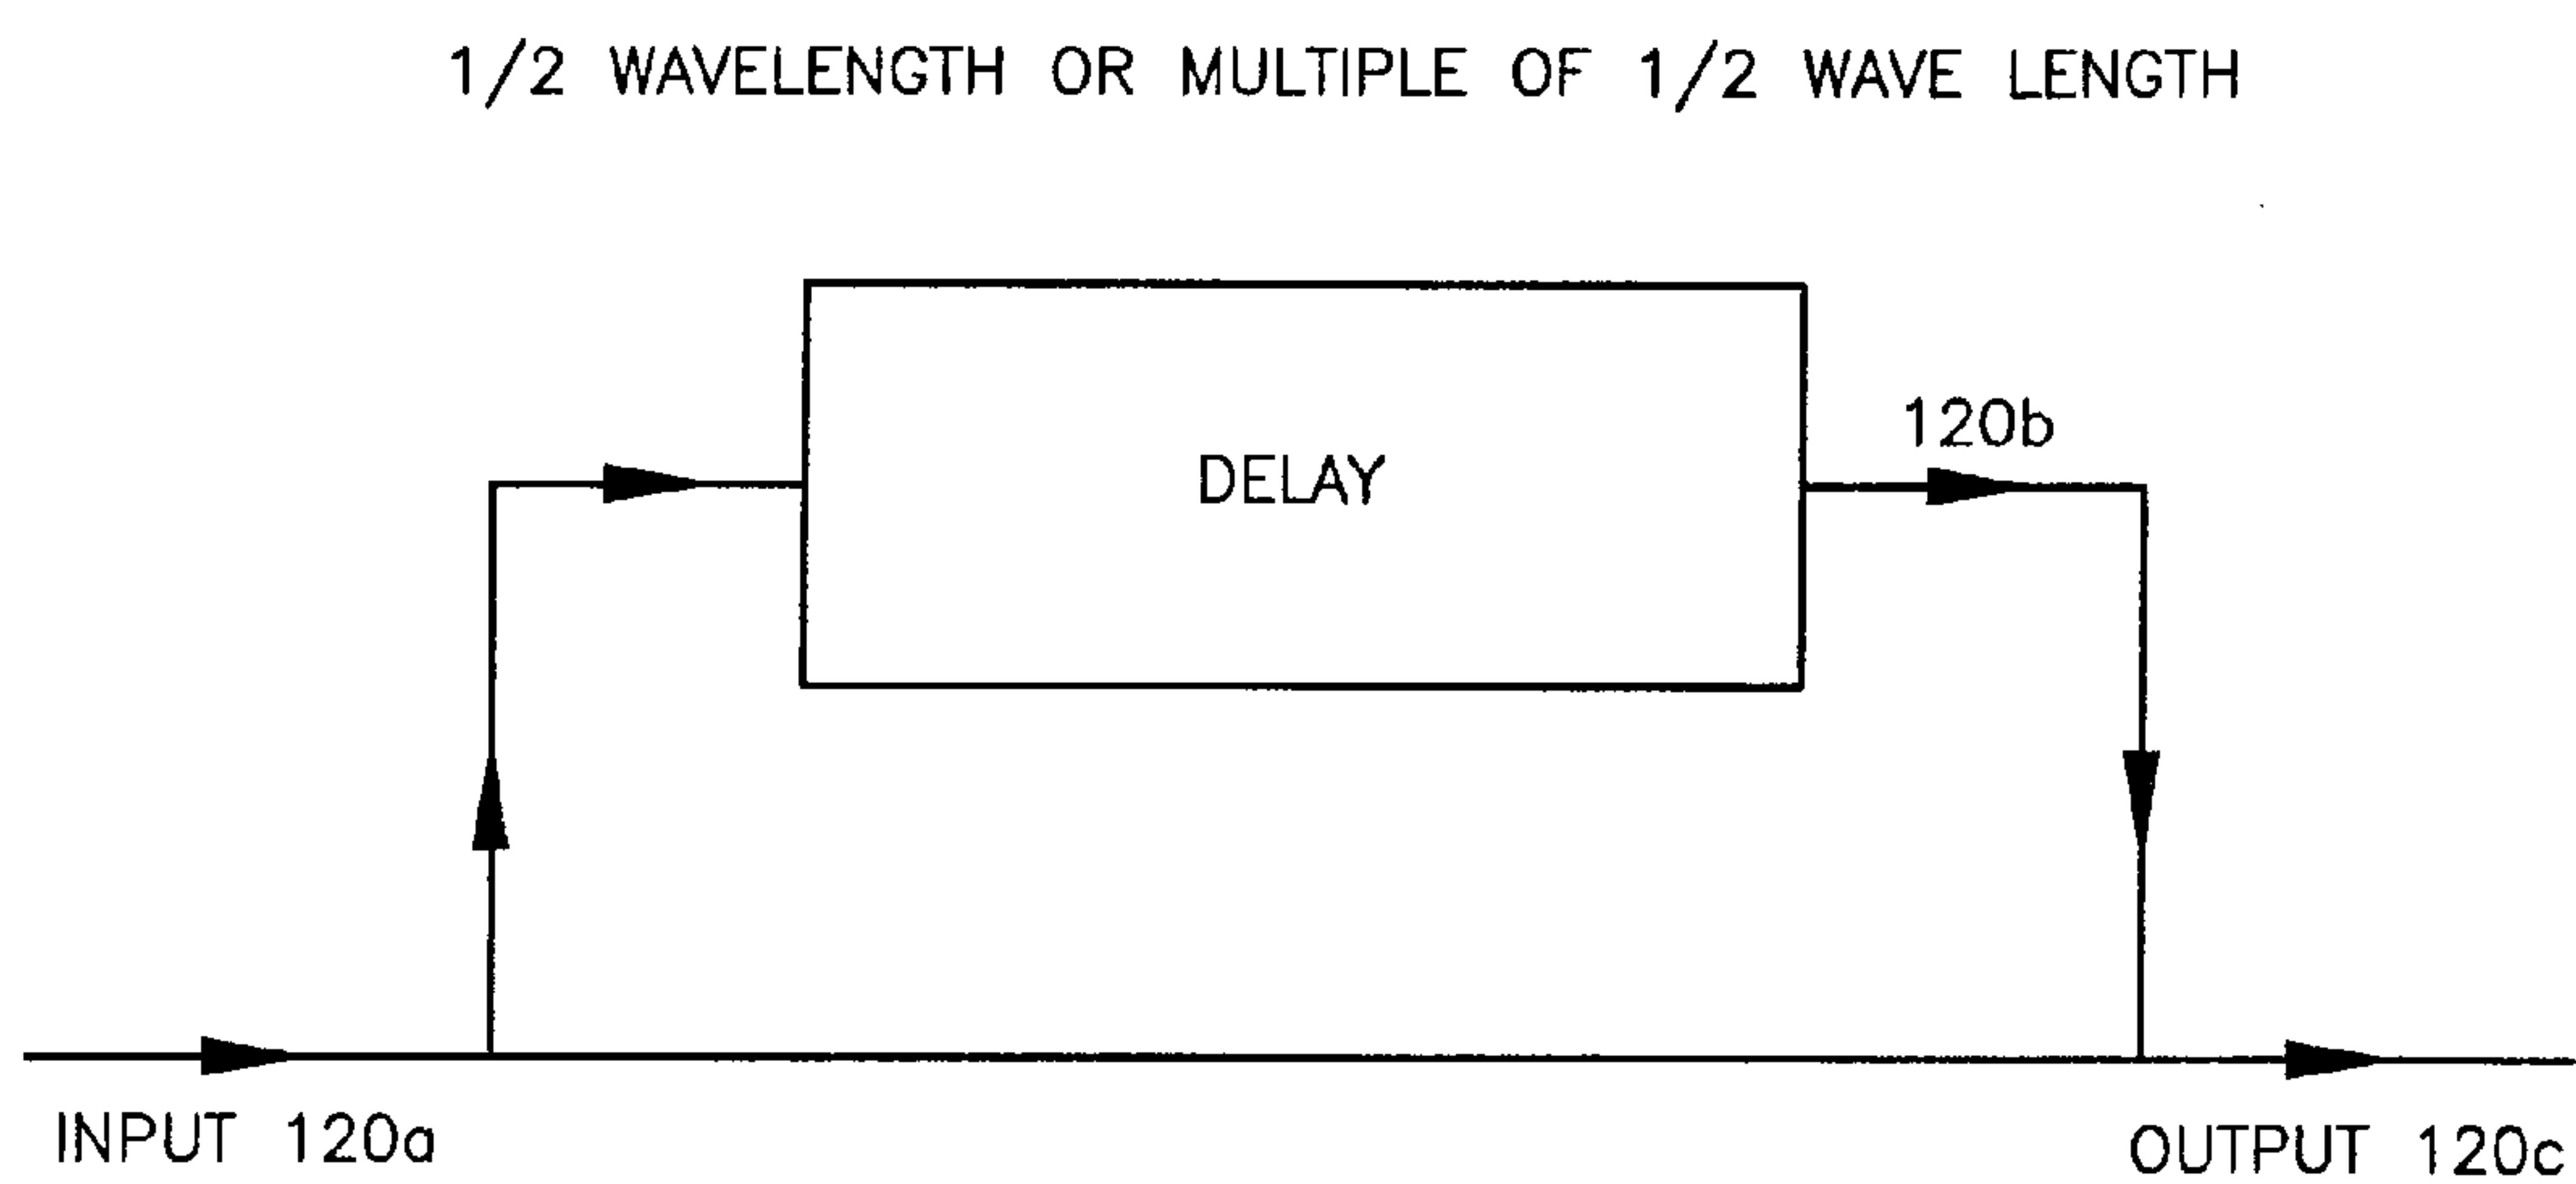 1/2 WAVELENGTH OR MULTIPLE OF 1/2 WAVE LENGTH
120b
DELAY
INPUT 120a
OUTPUT 120c